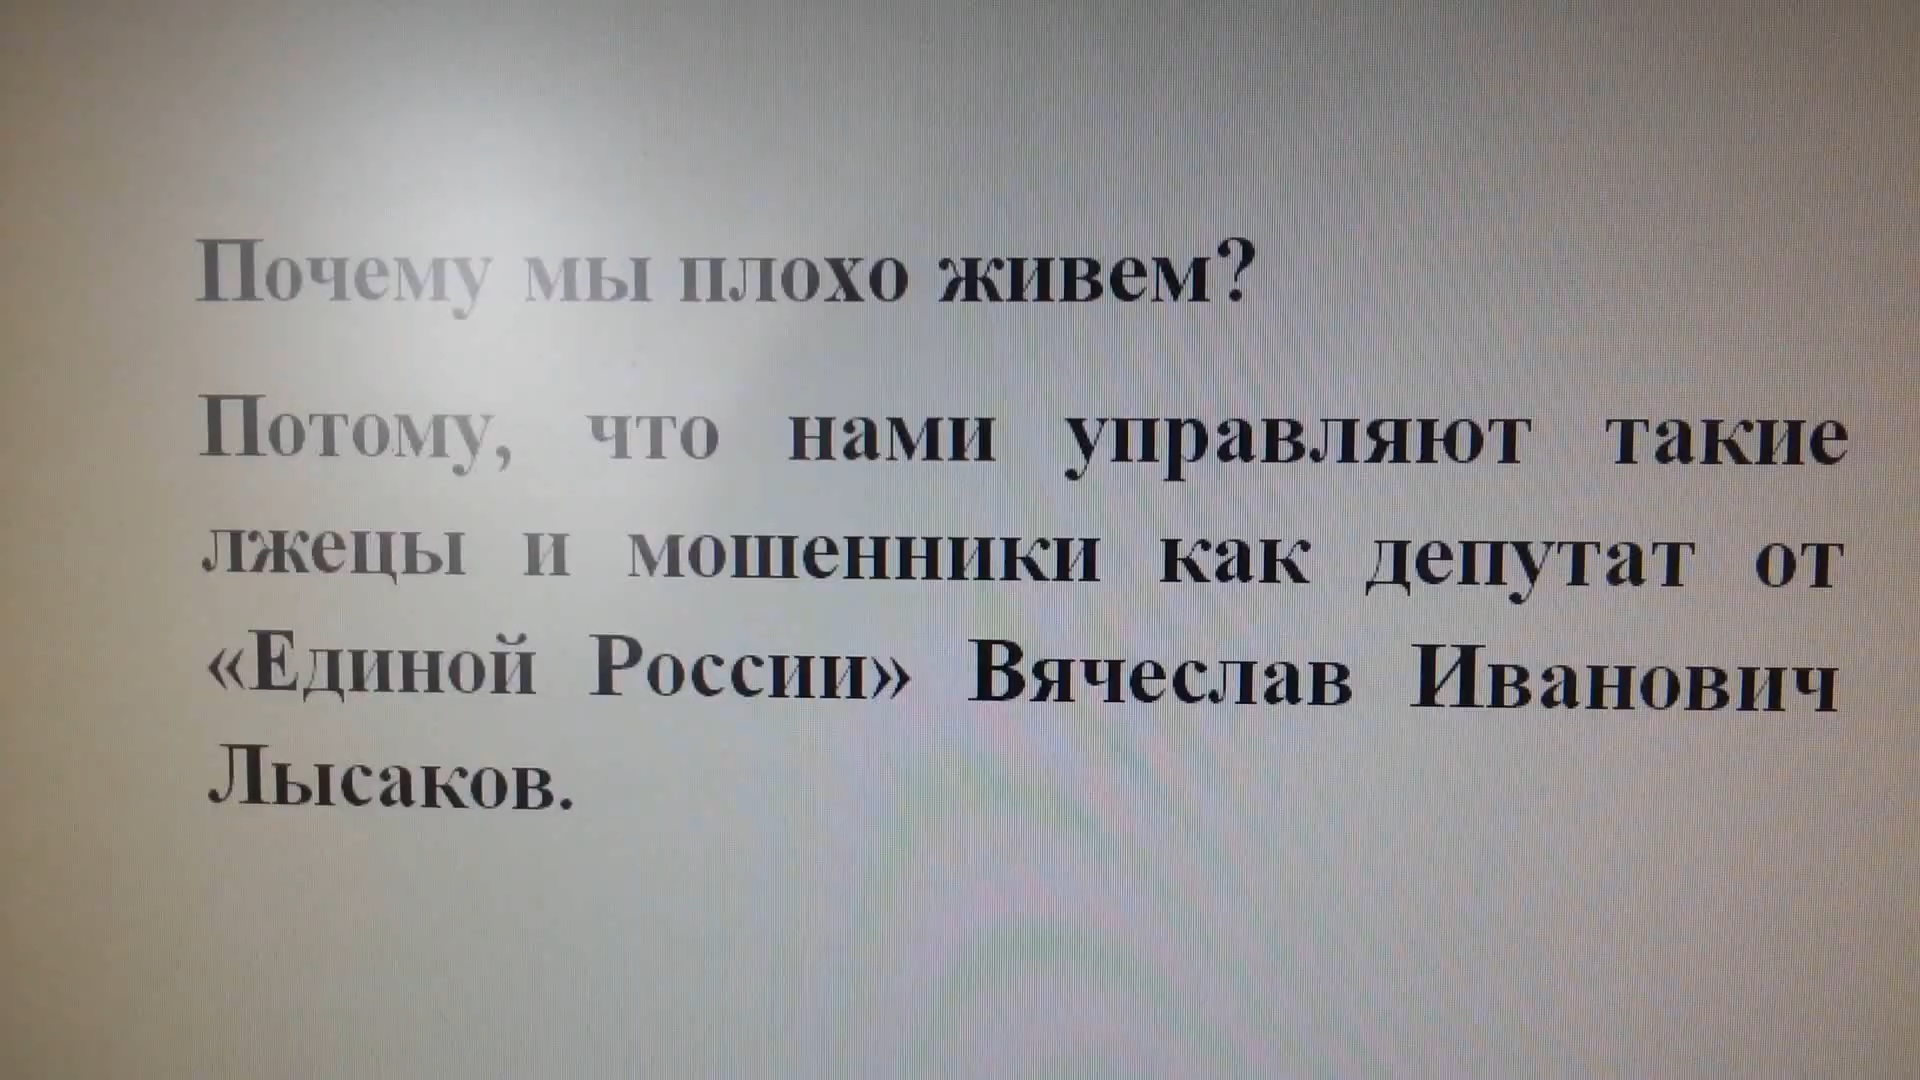 Почему мы плохо живем?
Потому, что нами управляют такие
лжецы и мошенники как депутат от
«Единой России» Вячеслав Иванович
Лысаков.